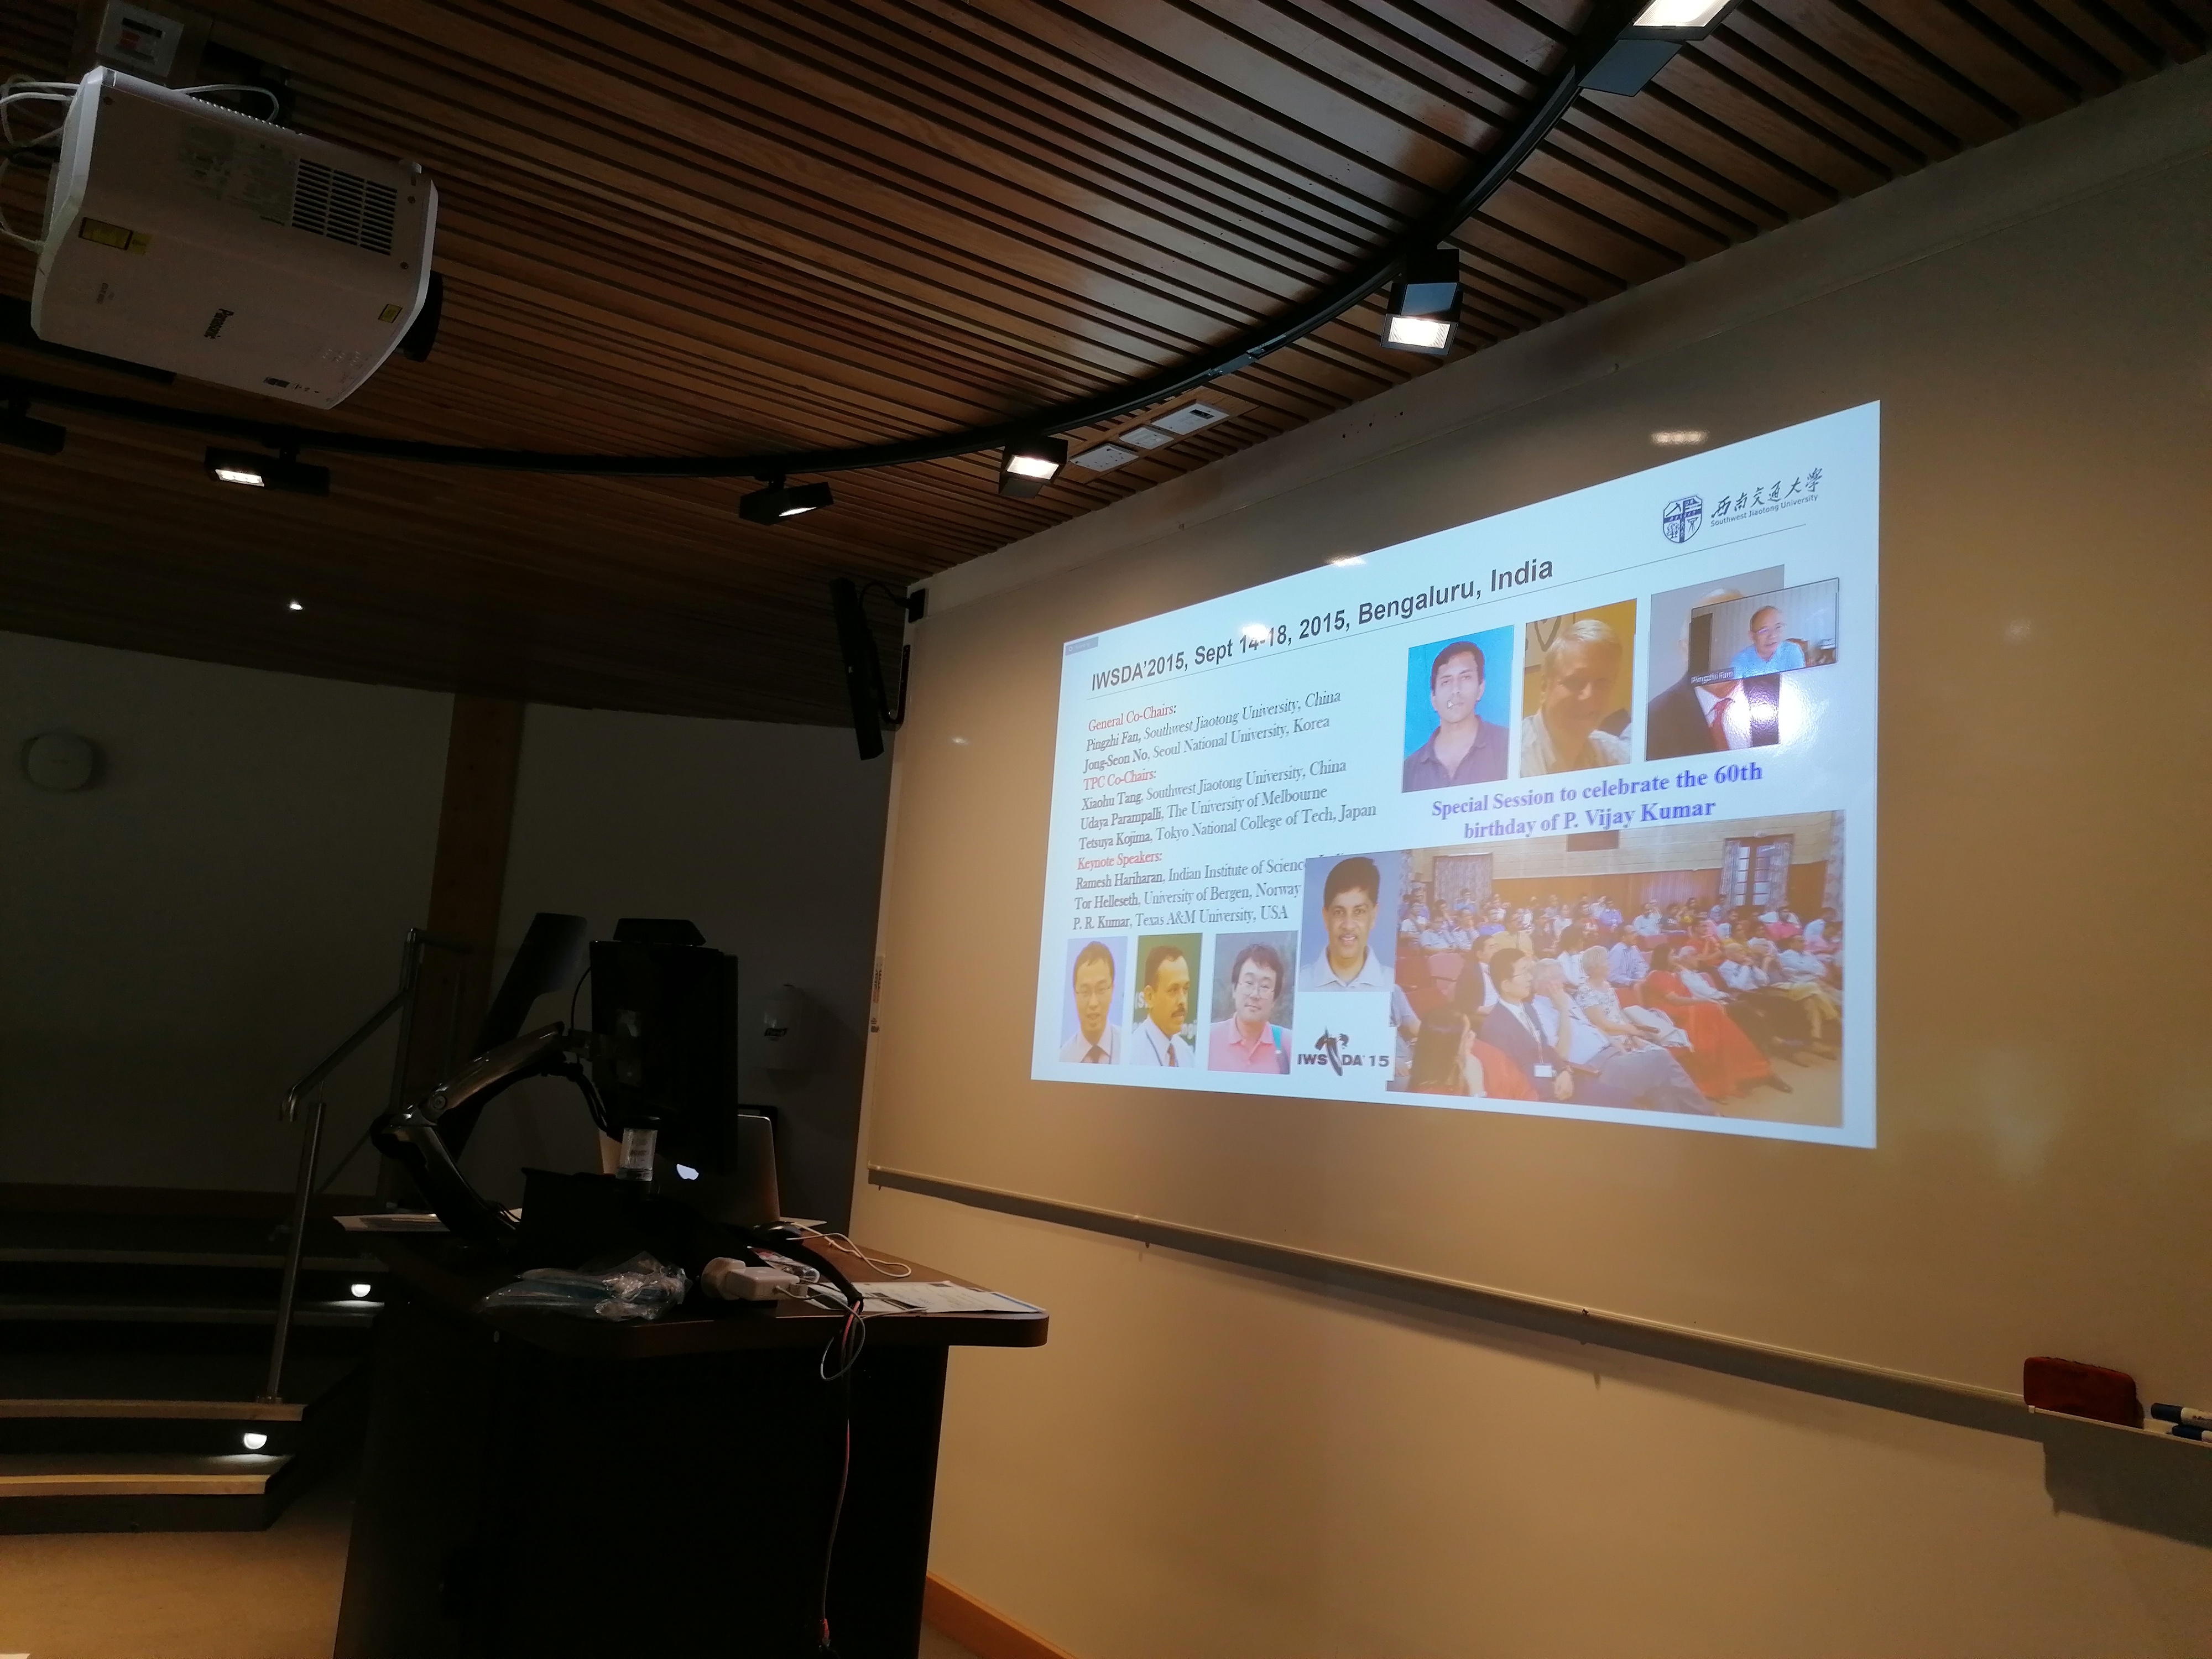 Panasonic
西南交通大学
Southwest Jiaotong University
IWSDA'2015, Sept 14-18, 2015, Bengaluru, India
General Co-Chairs:
Pingzhi Fan, Southwest Jiaotong University, China
Jong-Seon No, Seoul National University, Korea
TPC Co-Chairs:
Xiaohu Tang, Southwest Jiaotong University, China
Udaya Parampalli, The University of Melbourne
Tetsuya Kojima, Tokyo National College of Tech, Japan
Keynote Speakers:
Ramesh Hariharan, Indian Institute of Scienc
Tor Helleseth, University of Bergen, Norway
P. R. Kumar, Texas A&M University, USA
Pingzhi Fan
Special Session to celebrate the 60th
birthday of P. Vijay Kumar
IWSDA'15